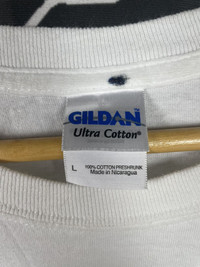 GILDAN
Ultra Cotton®
L
100% COTTON PRESHRUNK
Made in Nicaragua